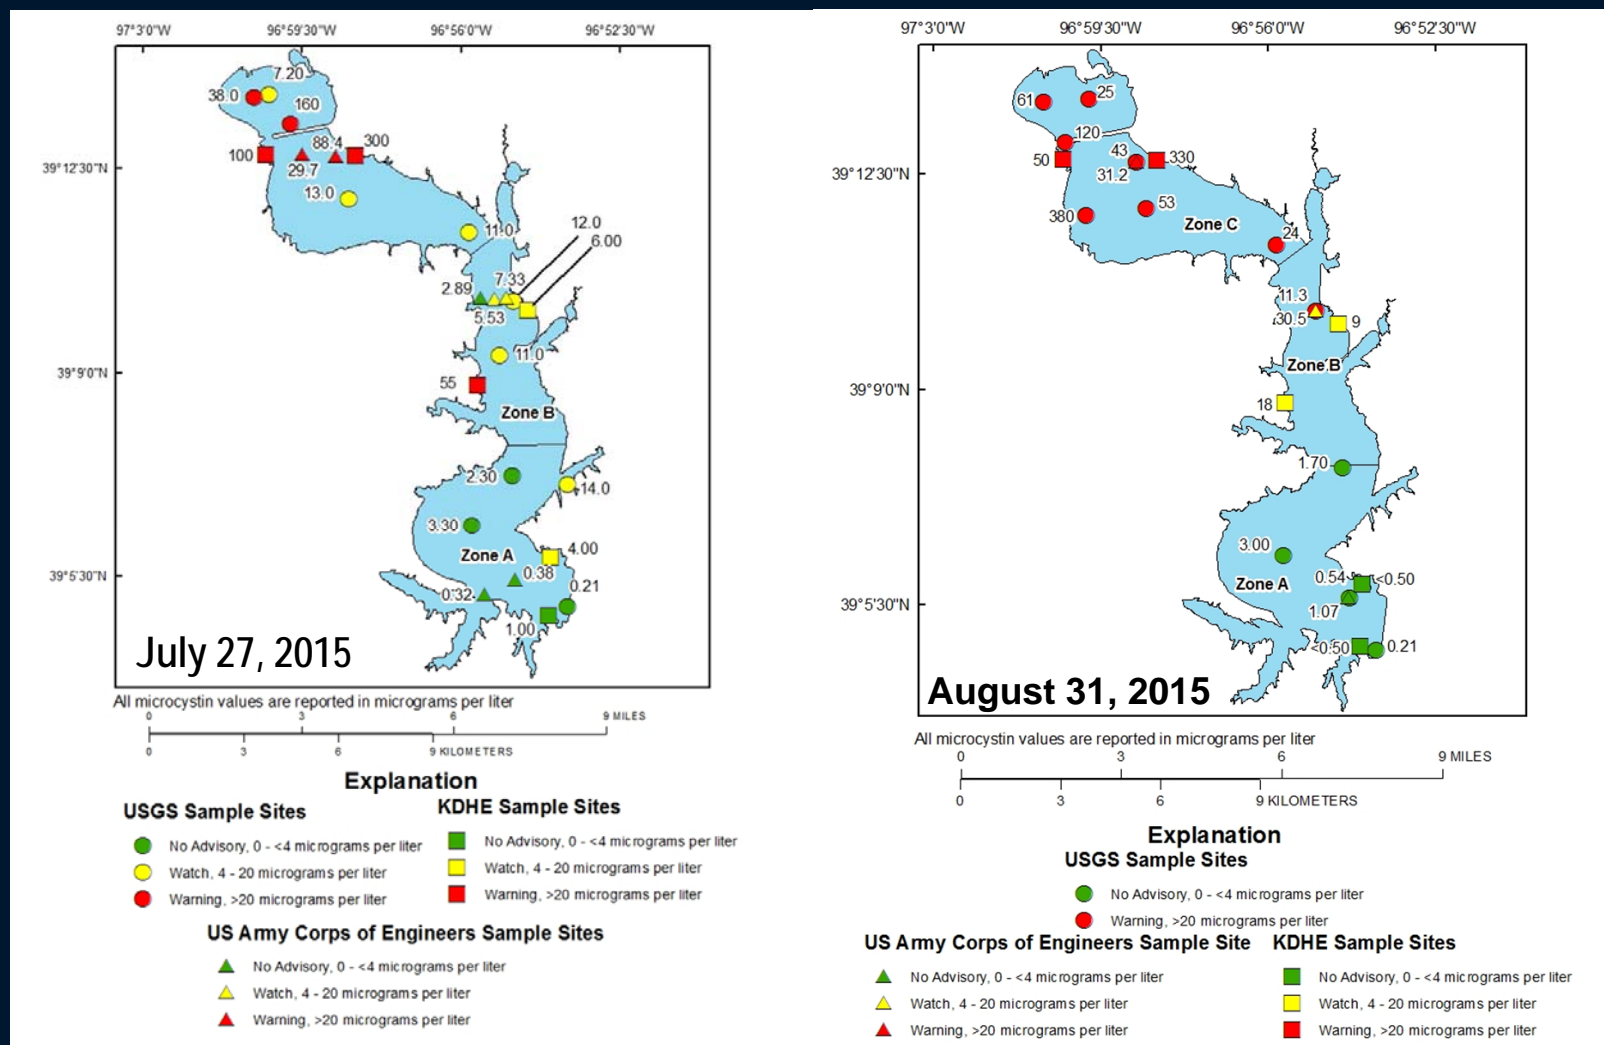 97°3'0"W 96°59'30"W 96°56'0"W 96°52'30"W
7.20
38.0
160
88.4
300
100
29.7
39°12'30"N
13.0
11.0
12.0
6.00
7.33
2.89
5.53
11.0
39°9'0"N
55
Zone B
2.30
14.0
3.30
Zone A
4.00
0.38
39°5'30"N
0.21
0.32
1.00
July 27, 2015
All microcystin values are reported in micrograms per liter
0 3 6 9 MILES
0 3 6 9 KILOMETERS
Explanation
USGS Sample Sites
No Advisory, 0 - <4 micrograms per liter
Watch, 4 - 20 micrograms per liter
Warning, >20 micrograms per liter
KDHE Sample Sites
No Advisory, 0 - <4 micrograms per liter
Watch, 4 - 20 micrograms per liter
Warning, >20 micrograms per liter
US Army Corps of Engineers Sample Sites
No Advisory, 0 - <4 micrograms per liter
Watch, 4 - 20 micrograms per liter
Warning, >20 micrograms per liter
97°3'0"W 96°59'30"W 96°56'0"W 96°52'30"W
61
25
120
43
330
50
31.2
39°12'30"N
53
380
Zone C
24
11.3
30.5
9
Zone B
39°9'0"N
18
1.70
3.00
Zone A
0.54
<0.50
39°5'30"N
1.07
<0.50
0.21
August 31, 2015
All microcystin values are reported in micrograms per liter
0 3 6 9 MILES
0 3 6 9 KILOMETERS
Explanation
USGS Sample Sites
No Advisory, 0 - <4 micrograms per liter
Warning, >20 micrograms per liter
US Army Corps of Engineers Sample Site
No Advisory, 0 - <4 micrograms per liter
Watch, 4 - 20 micrograms per liter
Warning, >20 micrograms per liter
KDHE Sample Sites
No Advisory, 0 - <4 micrograms per liter
Watch, 4 - 20 micrograms per liter
Warning, >20 micrograms per liter